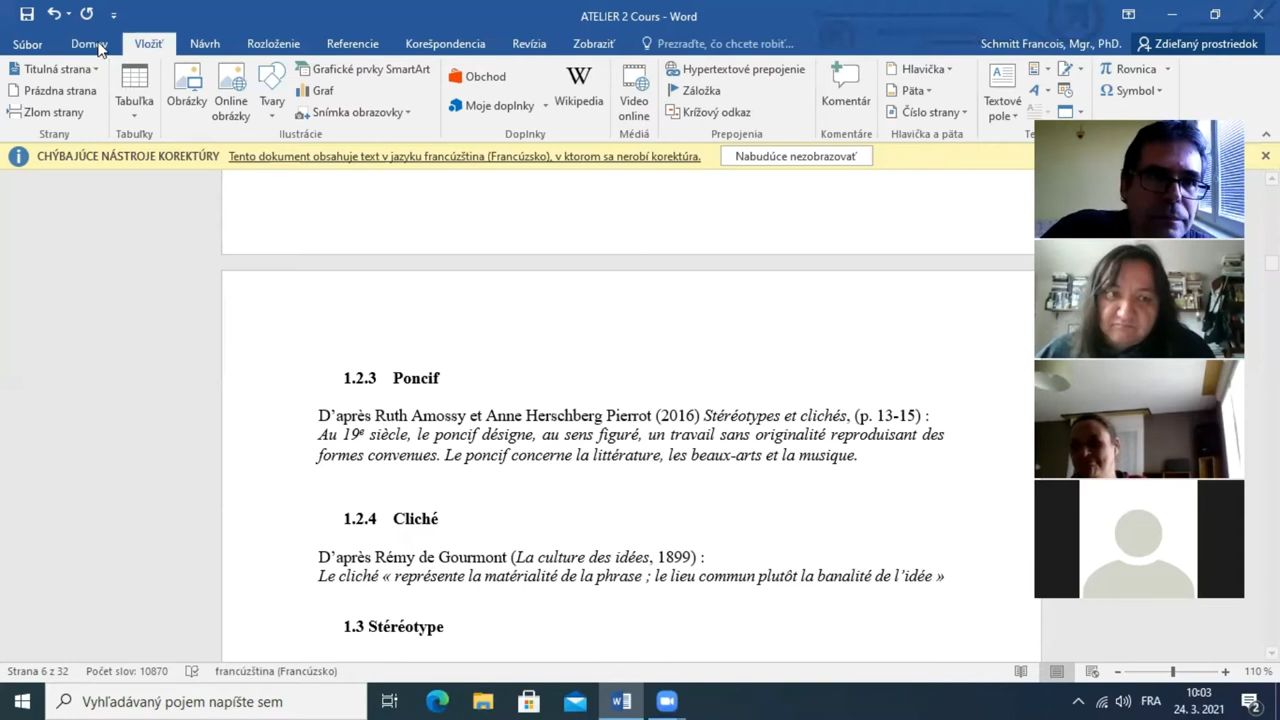 ATELIER 2 Cours - Word
Súbor Domov Vložiť Návrh Rozloženie Referencie Korešpondencia Revízia Zobraziť Prezraďte, čo chcete robiť... Schmitt Francois, Mgr., PhD. Zdieľaný prostriedok
Titulná strana
Prázdna strana
Zlom strany
Strany
Tabuľka
Tabuľky
Obrázky
Online obrázky
Tvary
Grafické prvky SmartArt
Graf
Snímka obrazovky
Ilustrácie
Obchod
Moje doplnky
Wikipedia
Doplnky
Video online
Médiá
Hypertextové prepojenie
Záložka
Krížový odkaz
Prepojenia
Komentár
Komentáre
Hlavička
Päta
Číslo strany
Hlavička a päta
Textové pole
Rovnica
Symbol
CHÝBAJÚCE NÁSTROJE KOREKTÚRY Tento dokument obsahuje text v jazyku francúzština (Francúzsko), v ktorom sa nerobí korektúra. Nabudúce nezobrazovať
1.2.3 Poncif
D’après Ruth Amossy et Anne Herschberg Pierrot (2016) Stéréotypes et clichés, (p. 13-15) :
Au 19e siècle, le poncif désigne, au sens figuré, un travail sans originalité reproduisant des
formes convenues. Le poncif concerne la littérature, les beaux-arts et la musique.
1.2.4 Cliché
D’après Rémy de Gourmont (La culture des idées, 1899) :
Le cliché « représente la matérialité de la phrase ; le lieu commun plutôt la banalité de l’idée »
1.3 Stéréotype
Strana 6 z 32 Počet slov: 10870 francúzština (Francúzsko) 110 %
Vyhľadávaný pojem napíšte sem
FRA
10:03
24. 3. 2021
2